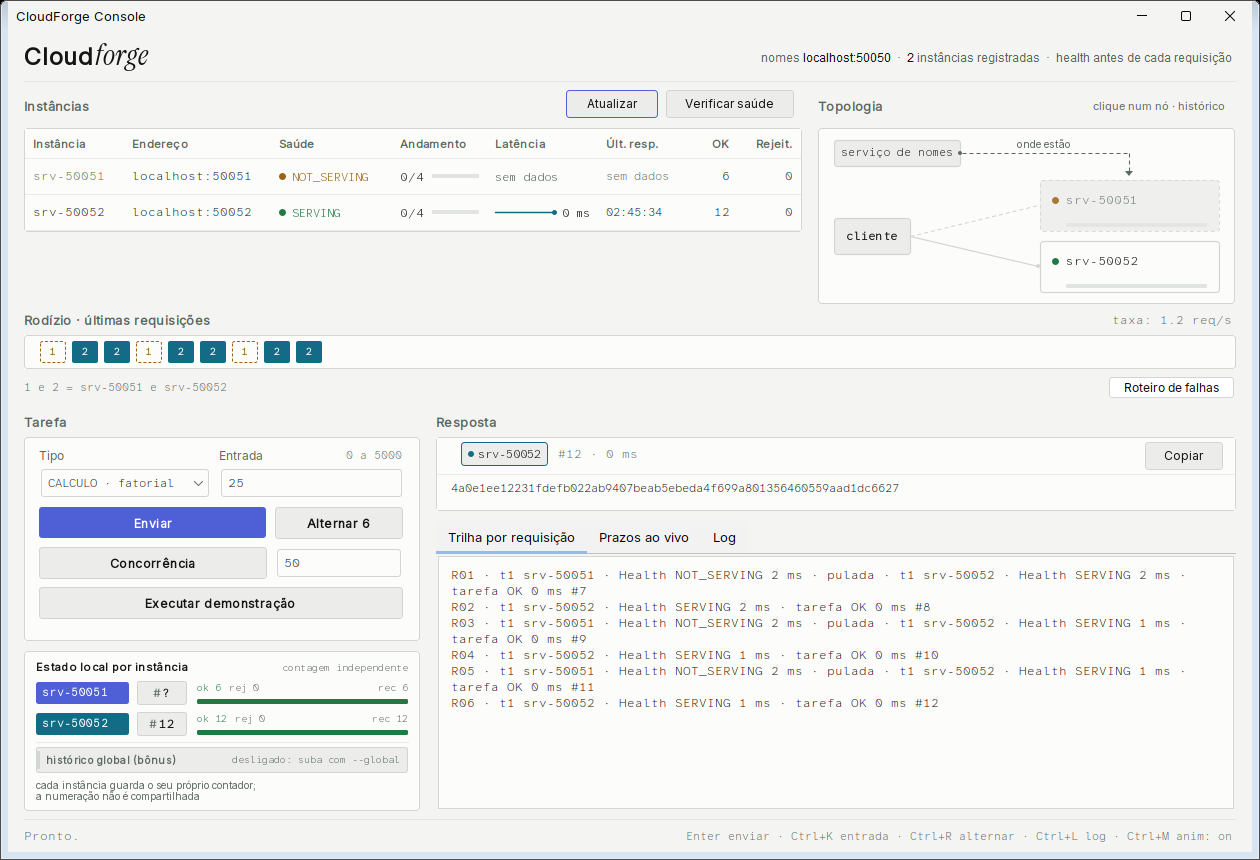 CloudForge Console
Cloudforge
nomes localhost:50050 · 2 instâncias registradas · health antes de cada requisição
Instâncias
Atualizar
Verificar saúde
Instância Endereço Saúde Andamento Latência Últ. resp. OK Rejeit.
srv-50051 localhost:50051 NOT_SERVING 0/4 sem dados sem dados 6 0
srv-50052 localhost:50052 SERVING 0/4 0 ms 02:45:34 12 0
Topologia
clique num nó · histórico
serviço de nomes
onde estão
srv-50051
cliente
srv-50052
Rodízio · últimas requisições
taxa: 1.2 req/s
1 2 2 1 2 2 1 2 2
1 e 2 = srv-50051 e srv-50052
Roteiro de falhas
Tarefa
Tipo
Entrada
0 a 5000
CALCULO · fatorial
25
Enviar
Alternar 6
Concorrência
50
Executar demonstração
Estado local por instância
contagem independente
srv-50051 #? ok 6 rej 0 rec 6
srv-50052 #12 ok 12 rej 0 rec 12
histórico global (bônus)
desligado: suba com --global
cada instância guarda o seu próprio contador;
a numeração não é compartilhada
Resposta
srv-50052 #12 · 0 ms
Copiar
4a0e1ee12231fdefb022ab9407beab5ebeda4f699a801356460559aad1dc6627
Trilha por requisição
Prazos ao vivo
Log
R01 · t1 srv-50051 · Health NOT_SERVING 2 ms · pulada · t1 srv-50052 · Health SERVING 2 ms ·
tarefa OK 0 ms #7
R02 · t1 srv-50052 · Health SERVING 2 ms · tarefa OK 0 ms #8
R03 · t1 srv-50051 · Health NOT_SERVING 2 ms · pulada · t1 srv-50052 · Health SERVING 1 ms ·
tarefa OK 0 ms #9
R04 · t1 srv-50052 · Health SERVING 1 ms · tarefa OK 0 ms #10
R05 · t1 srv-50051 · Health NOT_SERVING 2 ms · pulada · t1 srv-50052 · Health SERVING 1 ms ·
tarefa OK 0 ms #11
R06 · t1 srv-50052 · Health SERVING 1 ms · tarefa OK 0 ms #12
Pronto.
Enter enviar · Ctrl+K entrada · Ctrl+R alternar · Ctrl+L log · Ctrl+M anim: on